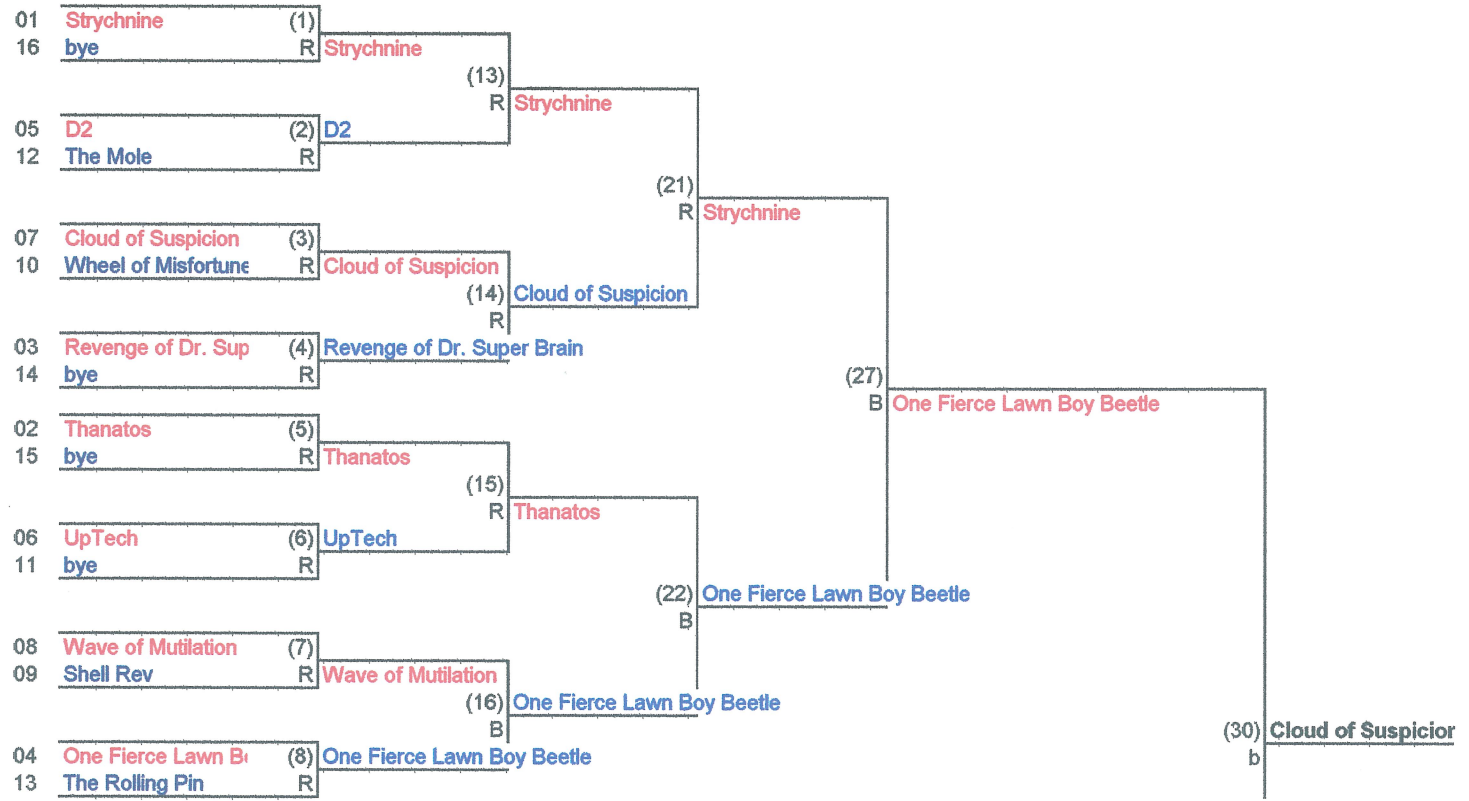 01 Strychnine (1)
16 bye R Strychnine
(13)
R Strychnine
05 D2 (2) D2
12 The Mole R
(21)
R Strychnine
07 Cloud of Suspicion (3)
10 Wheel of Misfortune R Cloud of Suspicion
(14) Cloud of Suspicion
R
03 Revenge of Dr. Sup (4) Revenge of Dr. Super Brain
14 bye R
(27)
B One Fierce Lawn Boy Beetle
02 Thanatos (5)
15 bye R Thanatos
(15)
R Thanatos
06 UpTech (6) UpTech
11 bye R
(22) One Fierce Lawn Boy Beetle
B
08 Wave of Mutilation (7)
09 Shell Rev R Wave of Mutilation
(16) One Fierce Lawn Boy Beetle
B
(30) Cloud of Suspicion
b
04 One Fierce Lawn B (8) One Fierce Lawn Boy Beetle
13 The Rolling Pin R